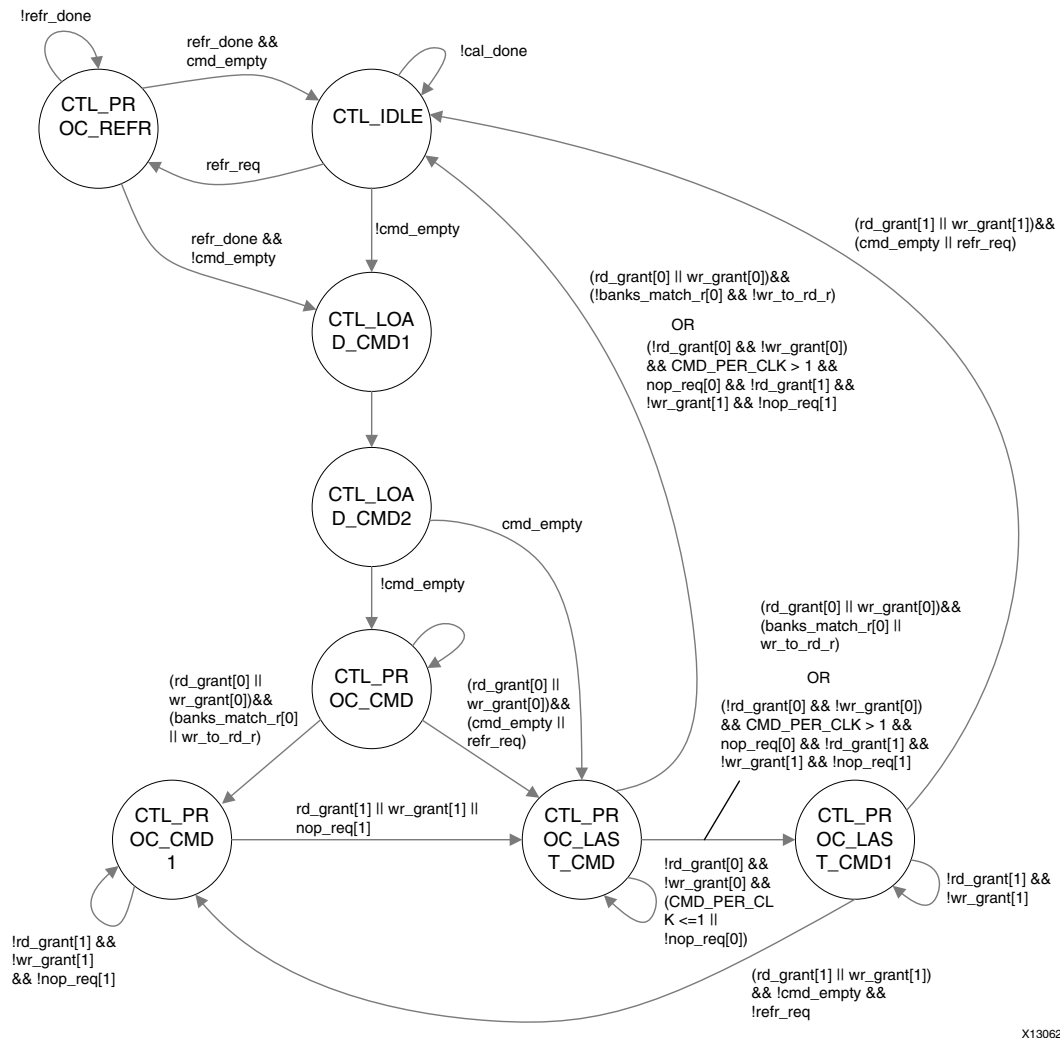 !refr_done
refr_done &&
cmd_empty
!cal_done
CTL_PR
OC_REFR
CTL_IDLE
refr_req
(rd_grant[1] || wr_grant[1])&&
(cmd_empty || refr_req)
!cmd_empty
refr_done &&
!cmd_empty
(rd_grant[0] || wr_grant[0])&&
(!banks_match_r[0] && !wr_to_rd_r)
OR
(!rd_grant[0] && !wr_grant[0])
&& CMD_PER_CLK > 1 &&
nop_req[0] && !rd_grant[1] &&
!wr_grant[1] && !nop_req[1]
CTL_LOA
D_CMD1
CTL_LOA
D_CMD2
cmd_empty
!cmd_empty
(rd_grant[0] || wr_grant[0])&&
(banks_match_r[0] ||
wr_to_rd_r)
OR
(!rd_grant[0] && !wr_grant[0])
&& CMD_PER_CLK > 1 &&
nop_req[0] && !rd_grant[1] &&
!wr_grant[1] && !nop_req[1]
CTL_PR
OC_CMD
(rd_grant[0] ||
wr_grant[0])&&
(banks_match_r[0]
|| wr_to_rd_r)
(rd_grant[0] ||
wr_grant[0])&&
(cmd_empty ||
refr_req)
CTL_PR
OC_CMD
1
rd_grant[1] || wr_grant[1] ||
nop_req[1]
CTL_PR
OC_LAS
T_CMD
CTL_PR
OC_LAS
T_CMD1
!rd_grant[0] &&
!wr_grant[0] &&
(CMD_PER_CL
K <=1 ||
!nop_req[0])
!rd_grant[1] &&
!wr_grant[1]
!rd_grant[1] &&
!wr_grant[1]
&& !nop_req[1]
(rd_grant[1] || wr_grant[1])
&& !cmd_empty &&
!refr_req
X13062